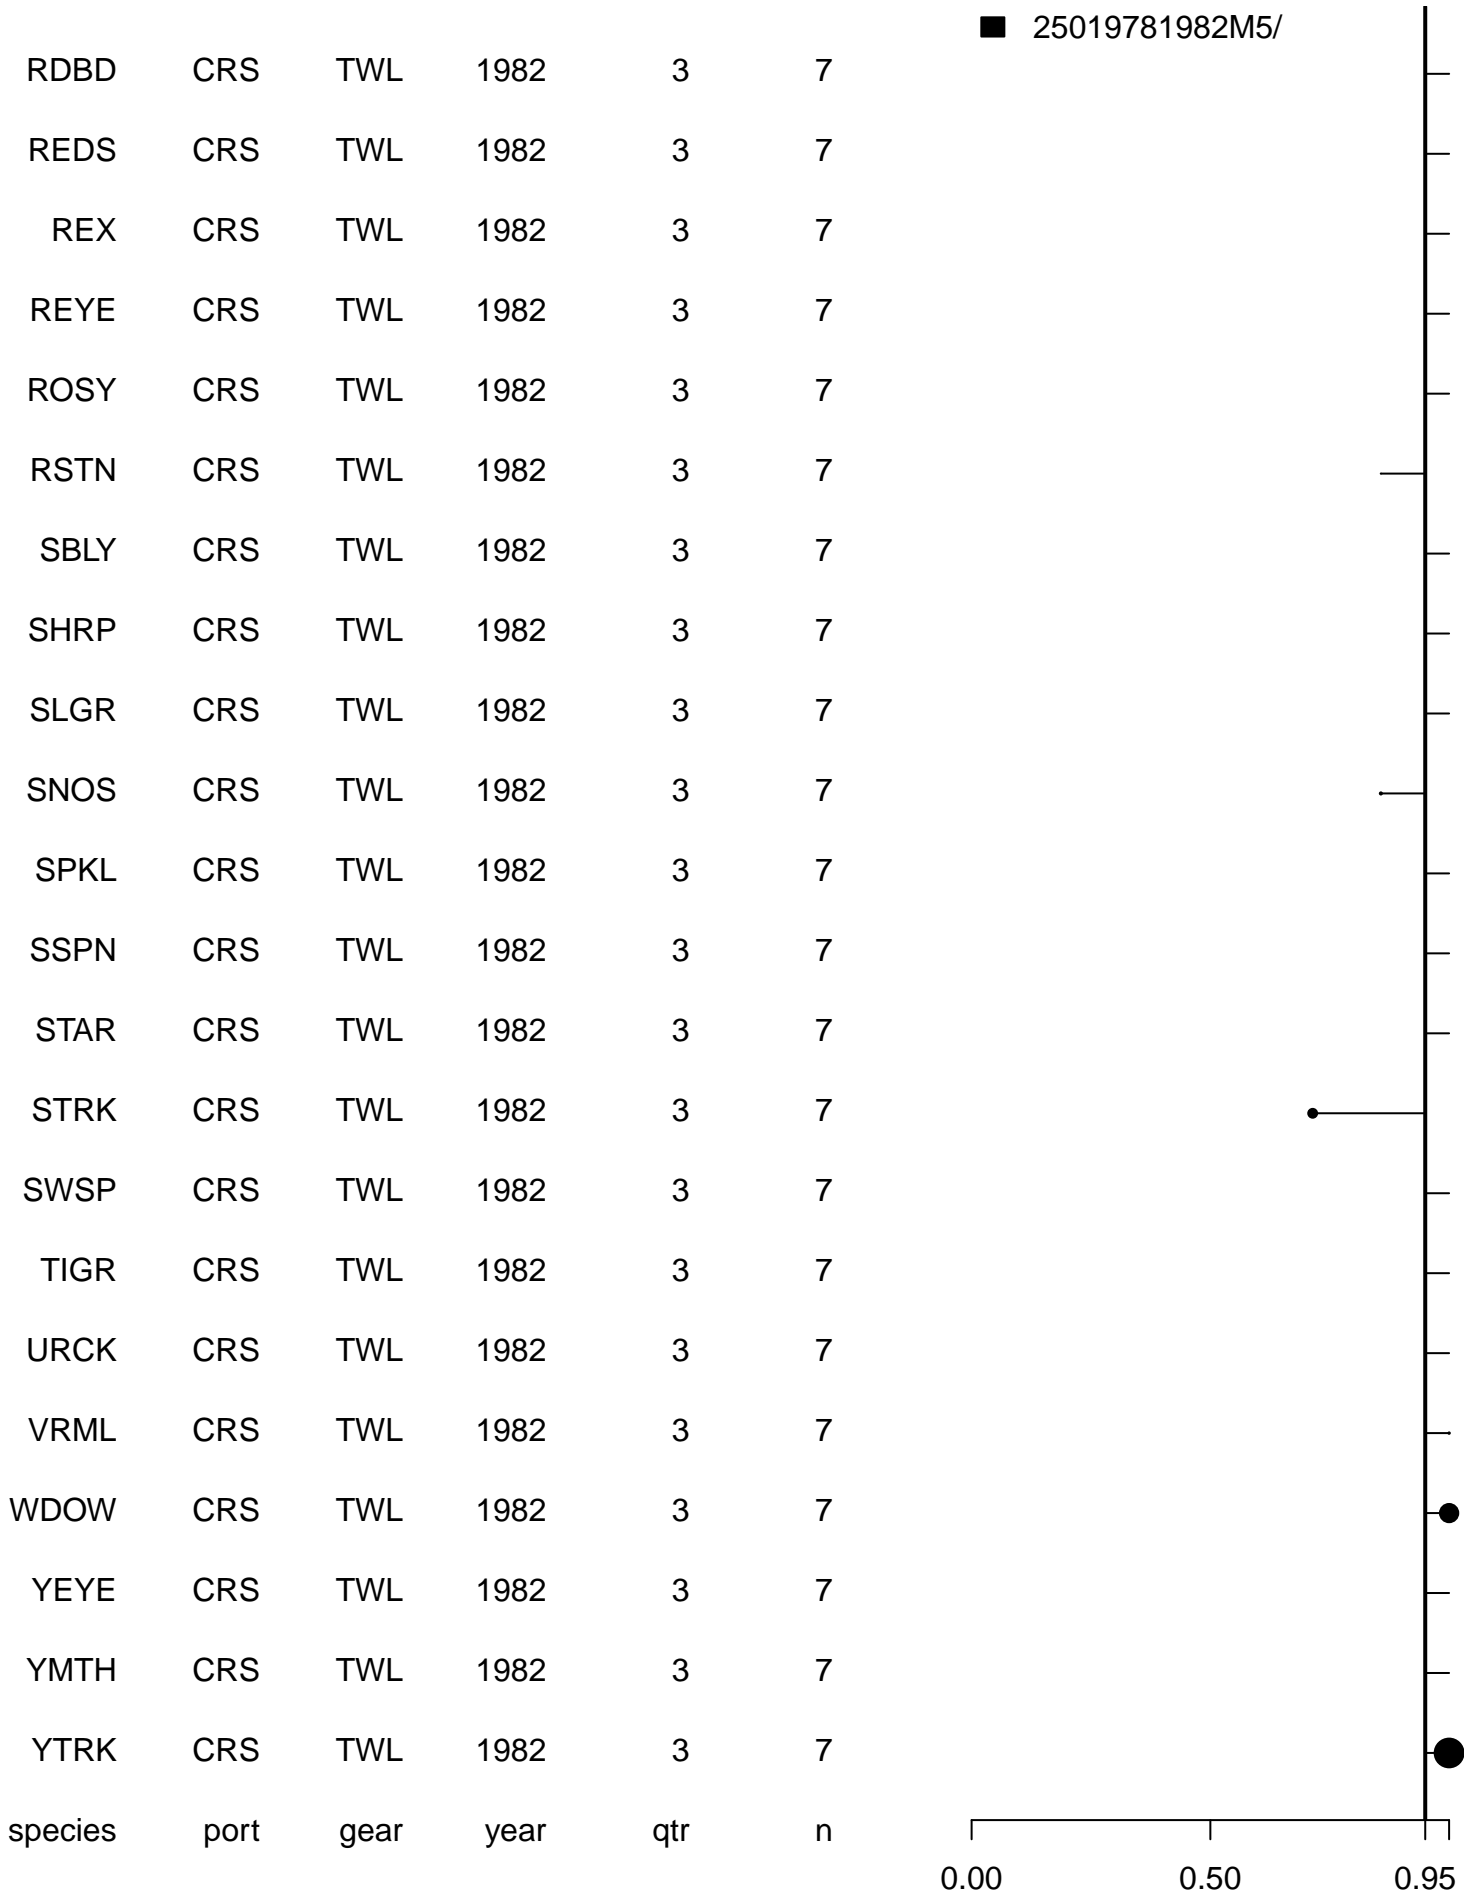 25019781982M5/
RDBD CRS TWL 1982 3 7
REDS CRS TWL 1982 3 7
REX CRS TWL 1982 3 7
REYE CRS TWL 1982 3 7
ROSY CRS TWL 1982 3 7
RSTN CRS TWL 1982 3 7
SBLY CRS TWL 1982 3 7
SHRP CRS TWL 1982 3 7
SLGR CRS TWL 1982 3 7
SNOS CRS TWL 1982 3 7
SPKL CRS TWL 1982 3 7
SSPN CRS TWL 1982 3 7
STAR CRS TWL 1982 3 7
STRK CRS TWL 1982 3 7
SWSP CRS TWL 1982 3 7
TIGR CRS TWL 1982 3 7
URCK CRS TWL 1982 3 7
VRML CRS TWL 1982 3 7
WDOW CRS TWL 1982 3 7
YEYE CRS TWL 1982 3 7
YMTH CRS TWL 1982 3 7
YTRK CRS TWL 1982 3 7
species port gear year qtr n
0.00 0.50 0.95